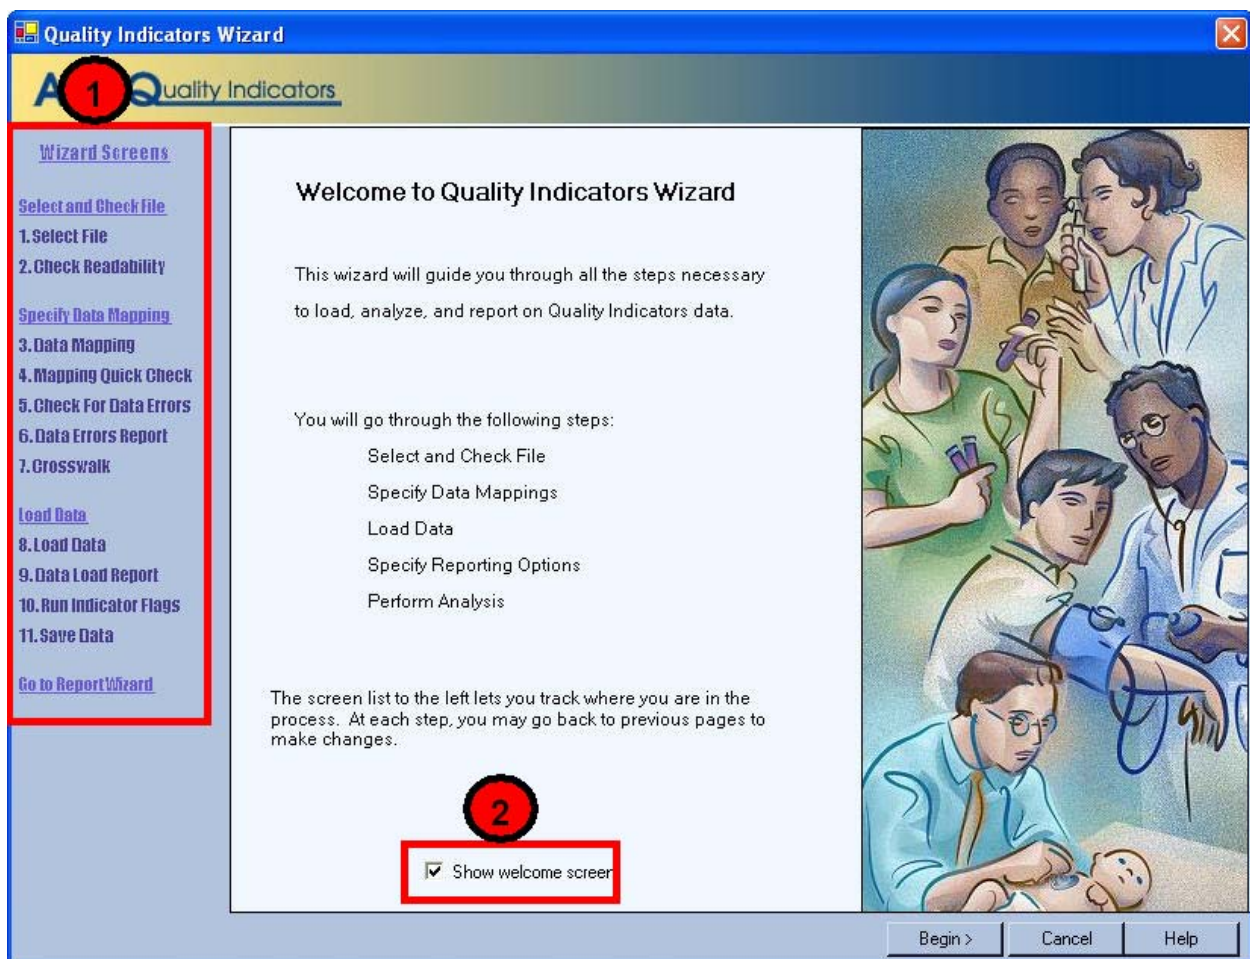 Quality Indicators Wizard
Quality Indicators
1
Wizard Screens
Select and Check File
1.Select File
2.Check Readability
Specify Data Mapping
3.Data Mapping
4.Mapping Quick Check
5.Check For Data Errors
6.Data Errors Report
7.Crosswalk
Load Data
8.Load Data
9.Data Load Report
10.Run Indicator Flags
11.Save Data
Go to Report Wizard
Welcome to Quality Indicators Wizard
This wizard will guide you through all the steps necessary
to load, analyze, and report on Quality Indicators data.
You will go through the following steps:
Select and Check File
Specify Data Mappings
Load Data
Specify Reporting Options
Perform Analysis
The screen list to the left lets you track where you are in the
process. At each step, you may go back to previous pages to
make changes.
2
Show welcome screen
Begin >
Cancel
Help